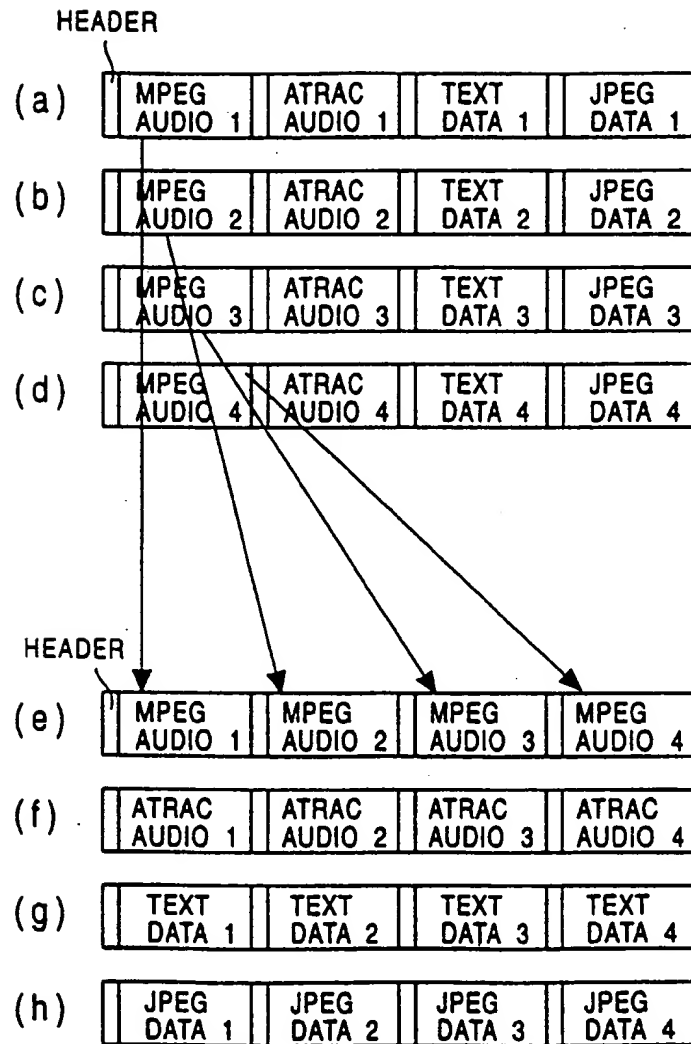 HEADER
(a) MPEG AUDIO 1 ATRAC AUDIO 1 TEXT DATA 1 JPEG DATA 1
(b) MPEG AUDIO 2 ATRAC AUDIO 2 TEXT DATA 2 JPEG DATA 2
(c) MPEG AUDIO 3 ATRAC AUDIO 3 TEXT DATA 3 JPEG DATA 3
(d) MPEG AUDIO 4 ATRAC AUDIO 4 TEXT DATA 4 JPEG DATA 4
HEADER
(e) MPEG AUDIO 1 MPEG AUDIO 2 MPEG AUDIO 3 MPEG AUDIO 4
(f) ATRAC AUDIO 1 ATRAC AUDIO 2 ATRAC AUDIO 3 ATRAC AUDIO 4
(g) TEXT DATA 1 TEXT DATA 2 TEXT DATA 3 TEXT DATA 4
(h) JPEG DATA 1 JPEG DATA 2 JPEG DATA 3 JPEG DATA 4